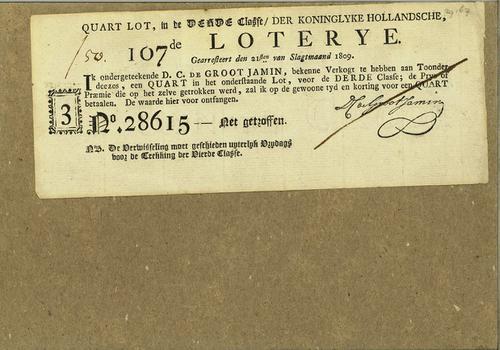 QUART LOT, in de DERDE Claſſe/ DER KONINGLYKE HOLLANDSCHE,
107de LOTERYE.
Gearresteert den 21sten van Slagtmaand 1809.
Ik ondergeteekende D. C. DE GROOT JAMIN, bekenne Verkogt te hebben aan Toonder
deezes, een QUART in het onderstaande Lot, voor de DERDE Classe; de Prys of
Præmie die op het zelve getrokken werd, zal ik op de gewoone tyd en korting voor een QUART
betaalen. De waarde hier voor ontfangen.
3
No. 28615 — Net getroffen.
NB. De Verwisseling moet geschieden uyterlyk Vrydags
voor de Trekking der Vierde Claſſe.